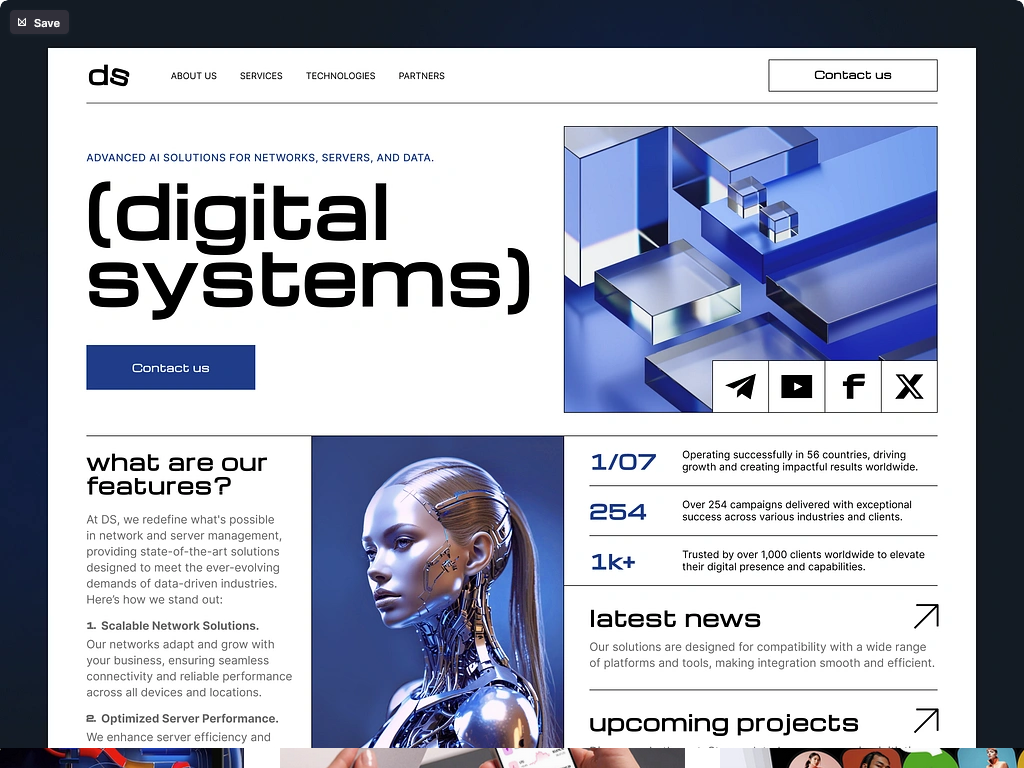 Save
ds
ABOUT US
SERVICES
TECHNOLOGIES
PARTNERS
Contact us
ADVANCED AI SOLUTIONS FOR NETWORKS, SERVERS, AND DATA.
(digital
systems)
Contact us
what are our
features?
At DS, we redefine what's possible
in network and server management,
providing state-of-the-art solutions
designed to meet the ever-evolving
demands of data-driven industries.
Here's how we stand out:
1. Scalable Network Solutions.
Our networks adapt and grow with
your business, ensuring seamless
connectivity and reliable performance
across all devices and locations.
2. Optimized Server Performance.
We enhance server efficiency and
1/07
Operating successfully in 56 countries, driving
growth and creating impactful results worldwide.
254
Over 254 campaigns delivered with exceptional
success across various industries and clients.
1k+
Trusted by over 1,000 clients worldwide to elevate
their digital presence and capabilities.
latest news
Our solutions are designed for compatibility with a wide range
of platforms and tools, making integration smooth and efficient.
upcoming projects